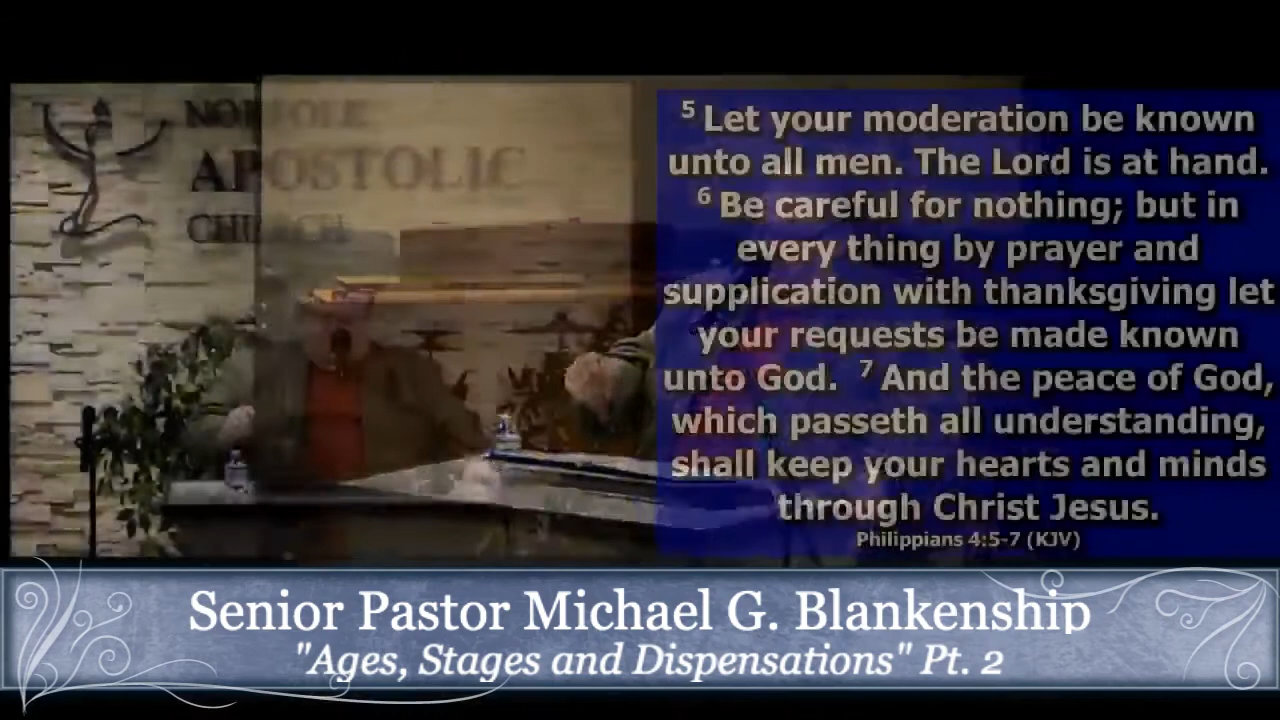 NORFOLK
APOSTOLIC
CHURCH
5 Let your moderation be known
unto all men. The Lord is at hand.
6 Be careful for nothing; but in
every thing by prayer and
supplication with thanksgiving let
your requests be made known
unto God. 7 And the peace of God,
which passeth all understanding,
shall keep your hearts and minds
through Christ Jesus.
Philippians 4:5-7 (KJV)
Senior Pastor Michael G. Blankenship
"Ages, Stages and Dispensations" Pt. 2